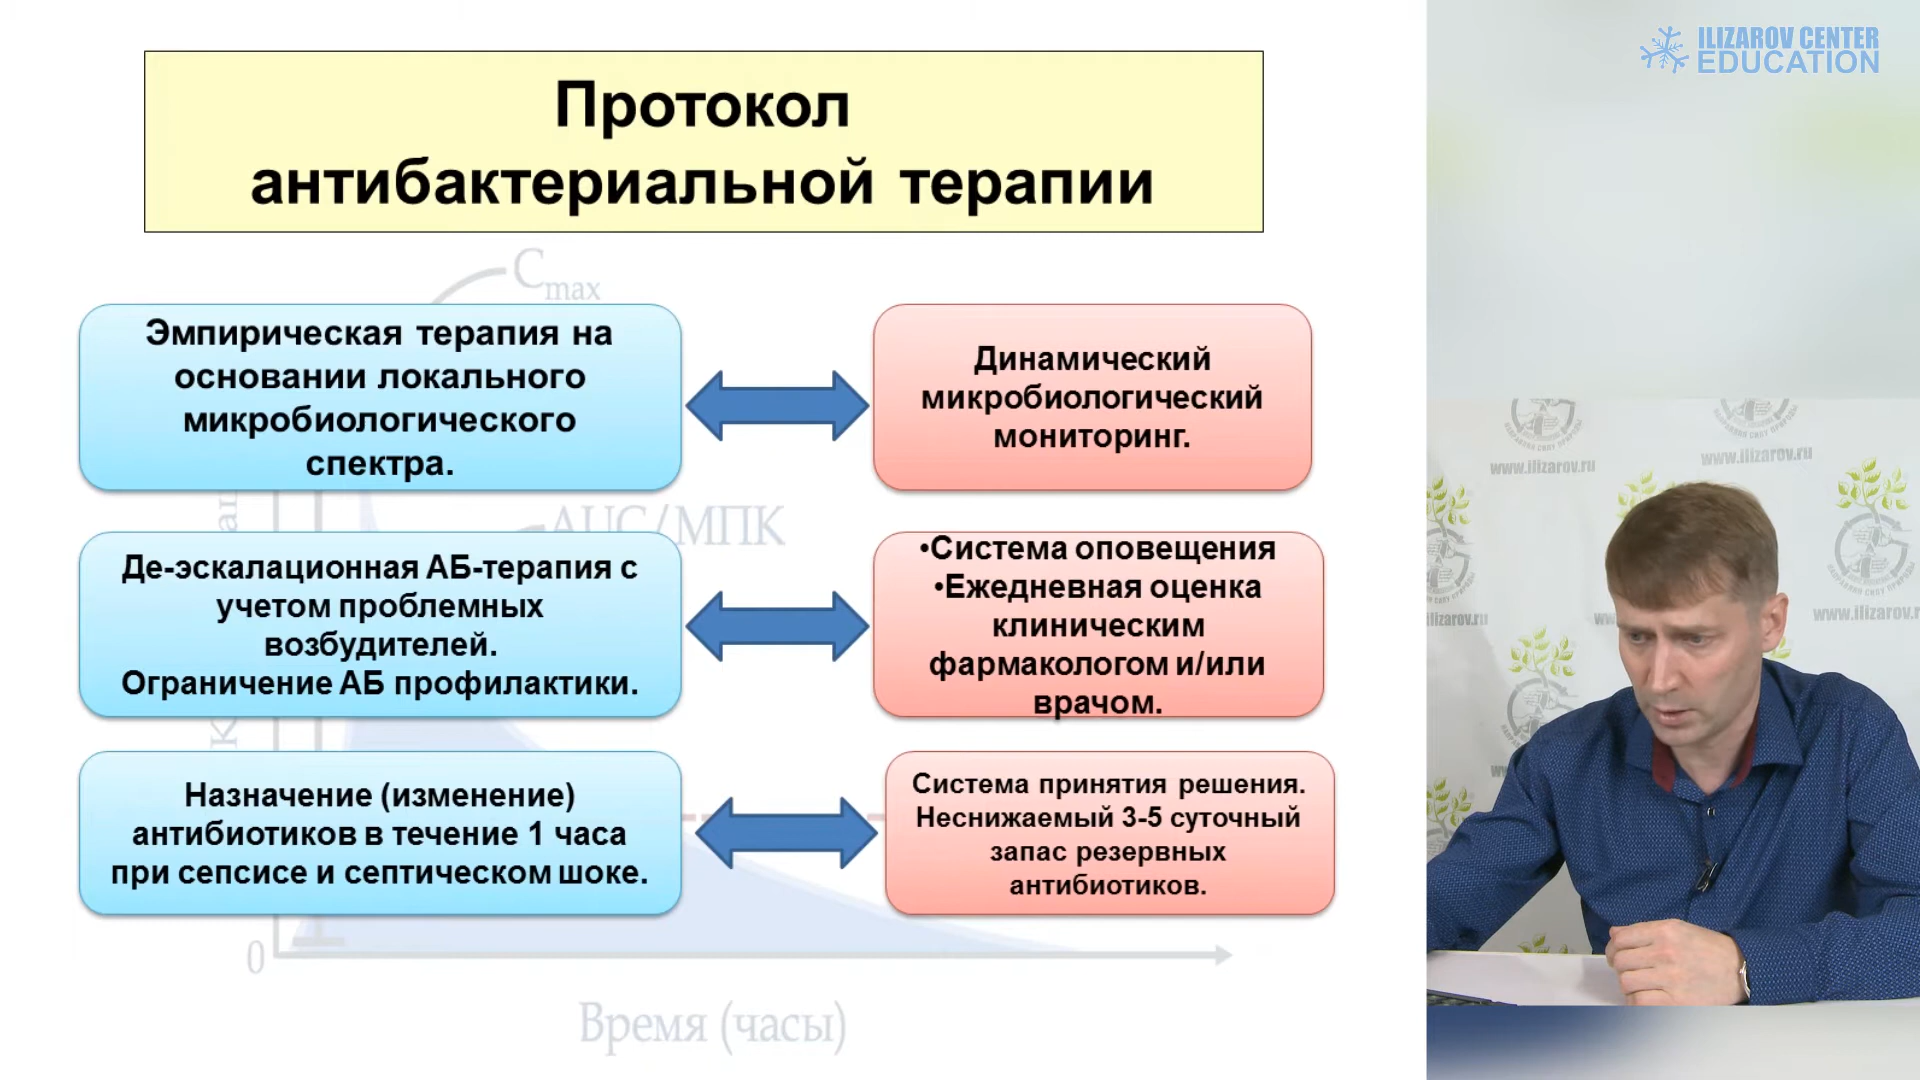 ILIZAROV CENTER
EDUCATION
Протокол
антибактериальной терапии
Cmax
Эмпирическая терапия на
основании локального
микробиологического
спектра.
Динамический
микробиологический
мониторинг.
AUC/МПК
Де-эскалационная АБ-терапия с
учетом проблемных
возбудителей.
Ограничение АБ профилактики.
•Система оповещения
•Ежедневная оценка
клиническим
фармакологом и/или
врачом.
Назначение (изменение)
антибиотиков в течение 1 часа
при сепсисе и септическом шоке.
Система принятия решения.
Неснижаемый 3-5 суточный
запас резервных
антибиотиков.
0
Время (часы)
www.ilizarov.ru
www.ilizarov.ru